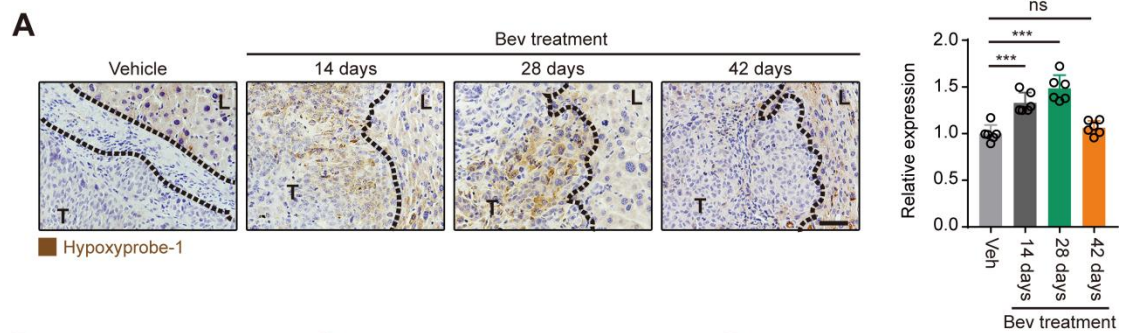 A
Bev treatment
Vehicle
14 days
28 days
42 days
L
T
L
T
L
T
L
T
Hypoxyprobe-1
ns
***
***
Relative expression
2.0
1.5
1.0
0.5
0.0
Veh
14 days
28 days
42 days
Bev treatment